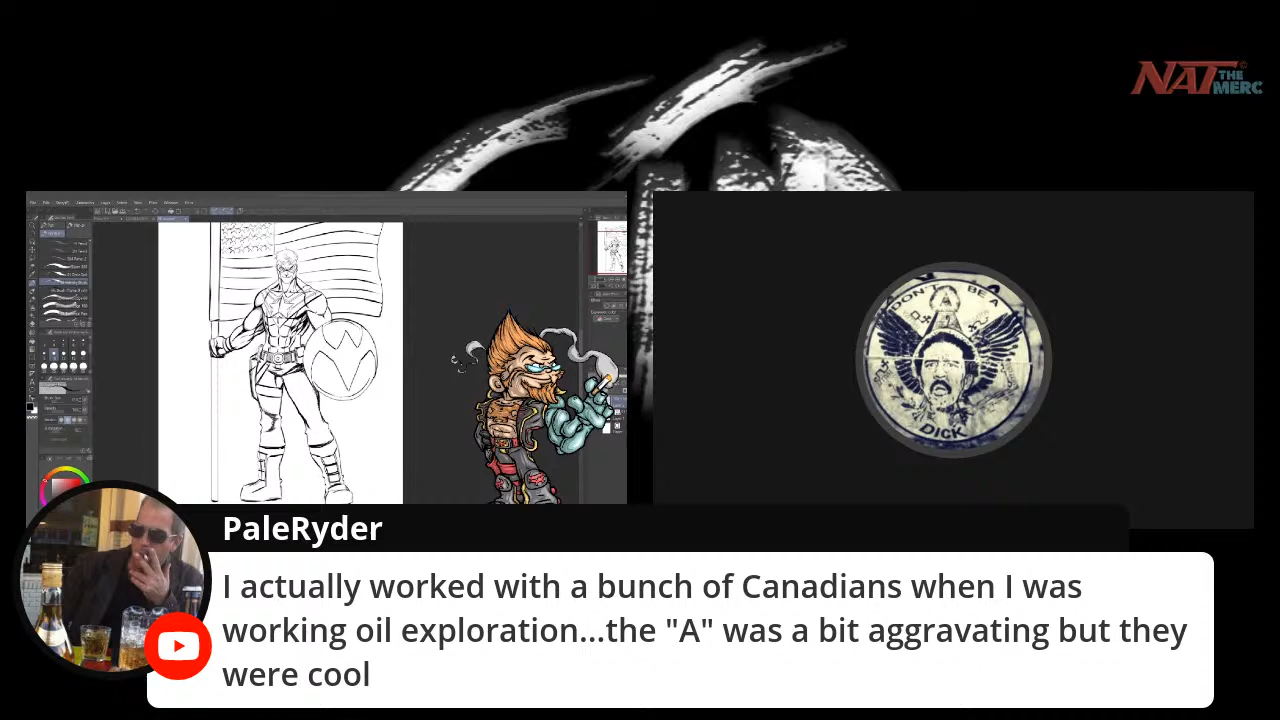 NAT THE MERC
DON'T BE A
DICK
PaleRyder
I actually worked with a bunch of Canadians when I was
working oil exploration...the "A" was a bit aggravating but they
were cool